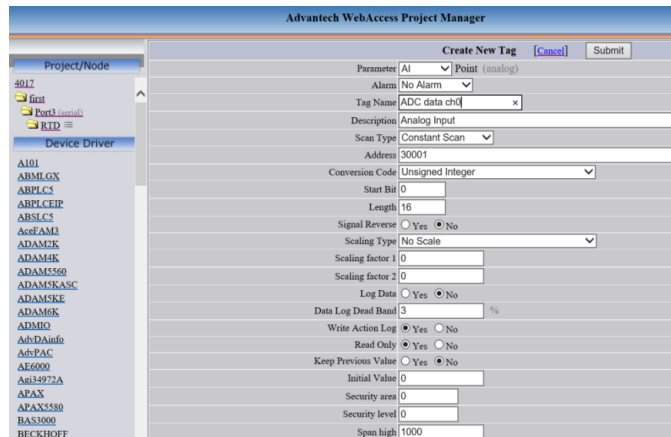 Advantech WebAccess Project Manager
Project/Node
4017
first
Port3 (serial)
RTD
Device Driver
A101
ABMLGX
ABPLC5
ABPLCEIP
ABSLC5
AceFAM3
ADAM2K
ADAM4K
ADAM5560
ADAM5KASC
ADAM5KE
ADAM6K
ADMIO
AdvDAinfo
AdvPAC
AE6000
Agi34972A
APAX
APAX5580
BAS3000
BECKHOFF
Create New Tag [Cancel] Submit
Parameter AI Point (analog)
Alarm No Alarm
Tag Name ADC data ch0 ×
Description Analog Input
Scan Type Constant Scan
Address 30001
Conversion Code Unsigned Integer
Start Bit 0
Length 16
Signal Reverse Yes No
Scaling Type No Scale
Scaling factor 1 0
Scaling factor 2 0
Log Data Yes No
Data Log Dead Band 3 %
Write Action Log Yes No
Read Only Yes No
Keep Previous Value Yes No
Initial Value 0
Security area 0
Security level 0
Span high 1000